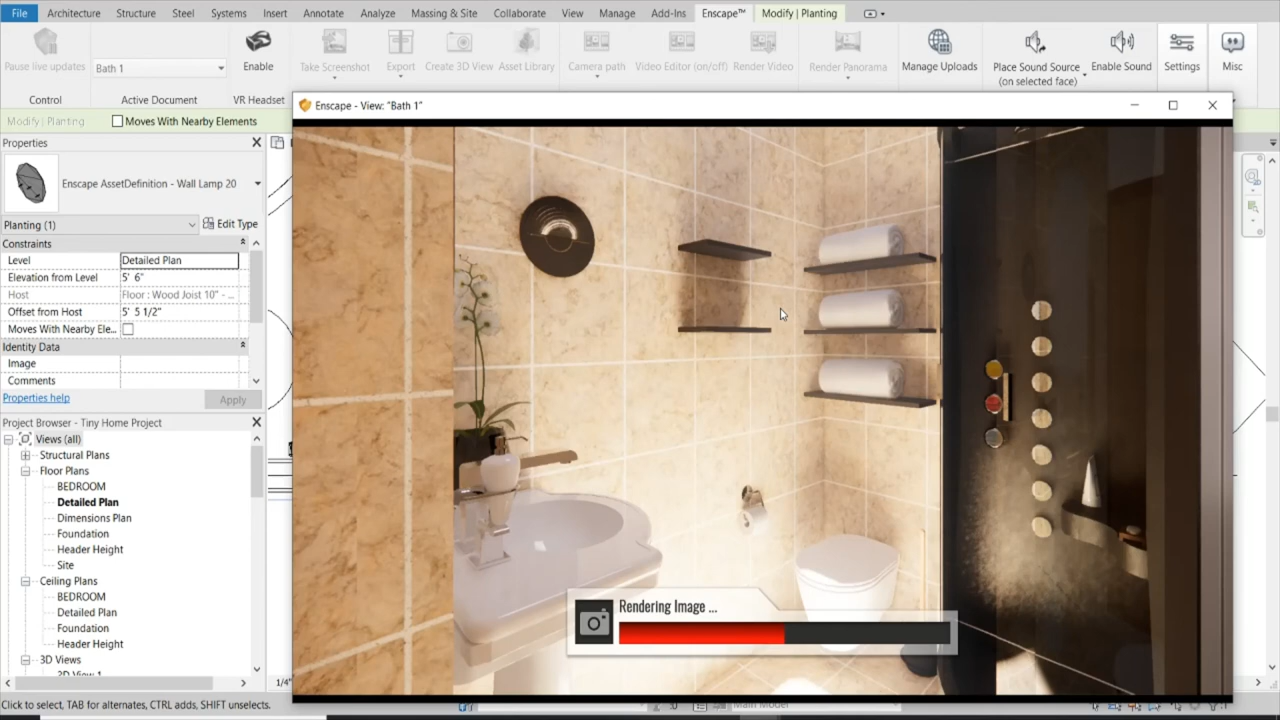 File Architecture Structure Steel Systems Insert Annotate Analyze Massing & Site Collaborate View Manage Add-Ins Enscape™ Modify | Planting
Pause live updates
Bath 1
Enable
Take Screenshot
Export
Create 3D View
Asset Library
Camera path
Video Editor (on/off)
Render Video
Render Panorama
Manage Uploads
Place Sound Source
(on selected face)
Enable Sound
Settings
Misc
Control
Active Document
VR Headset
Enscape - View: "Bath 1"
Modify | Planting Moves With Nearby Elements
Properties
Enscape AssetDefinition - Wall Lamp 20
Planting (1) Edit Type
Constraints
Level Detailed Plan
Elevation from Level 5' 6"
Host Floor : Wood Joist 10" - ...
Offset from Host 5' 5 1/2"
Moves With Nearby Ele...
Identity Data
Image
Comments
Properties help Apply
Project Browser - Tiny Home Project
Views (all)
Structural Plans
Floor Plans
BEDROOM
Detailed Plan
Dimensions Plan
Foundation
Header Height
Site
Ceiling Plans
BEDROOM
Detailed Plan
Foundation
Header Height
3D Views
3D View 1
Rendering Image ...
1/4"
Click to select, TAB for alternates, CTRL adds, SHIFT unselects.
Main Model